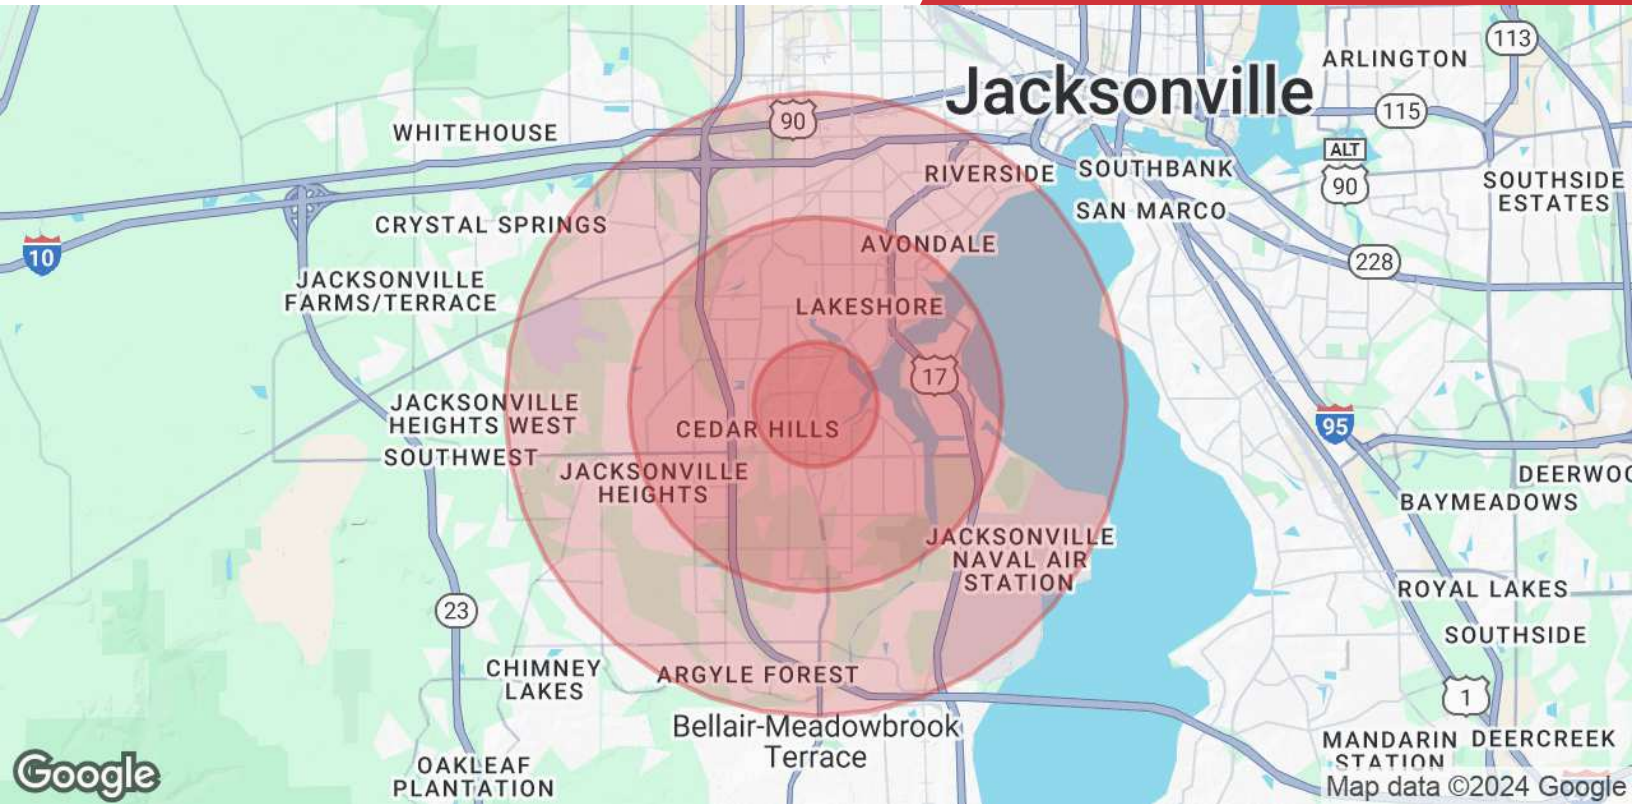 113
ARLINGTON
Jacksonville
115
90
WHITEHOUSE
ALT
90
RIVERSIDE
SOUTHBANK
SOUTHSIDE
ESTATES
SAN MARCO
CRYSTAL SPRINGS
AVONDALE
10
228
JACKSONVILLE
FARMS/TERRACE
LAKESHORE
17
JACKSONVILLE
HEIGHTS WEST
CEDAR HILLS
95
SOUTHWEST
JACKSONVILLE
HEIGHTS
DEERWOO
BAYMEADOWS
JACKSONVILLE
NAVAL AIR
STATION
ROYAL LAKES
23
SOUTHSIDE
CHIMNEY
LAKES
ARGYLE FOREST
1
Bellair-Meadowbrook
Terrace
MANDARIN
STATION
DEERCREEK
OAKLEAF
PLANTATION
Google
Map data ©2024 Google